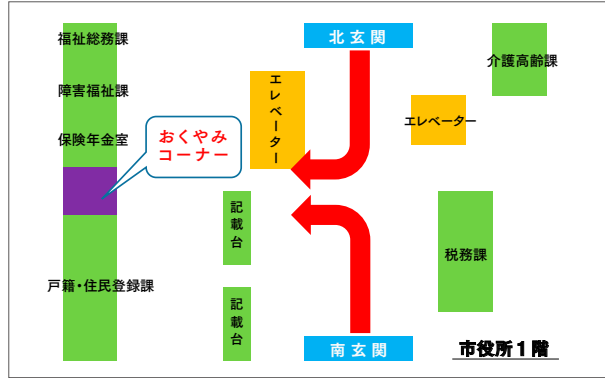 福祉総務課
障害福祉課
保険年金室
おくやみ
コーナー
戸籍・住民登録課
エレベーター
記載台
記載台
北玄関
南玄関
エレベーター
介護高齢課
税務課
市役所１階